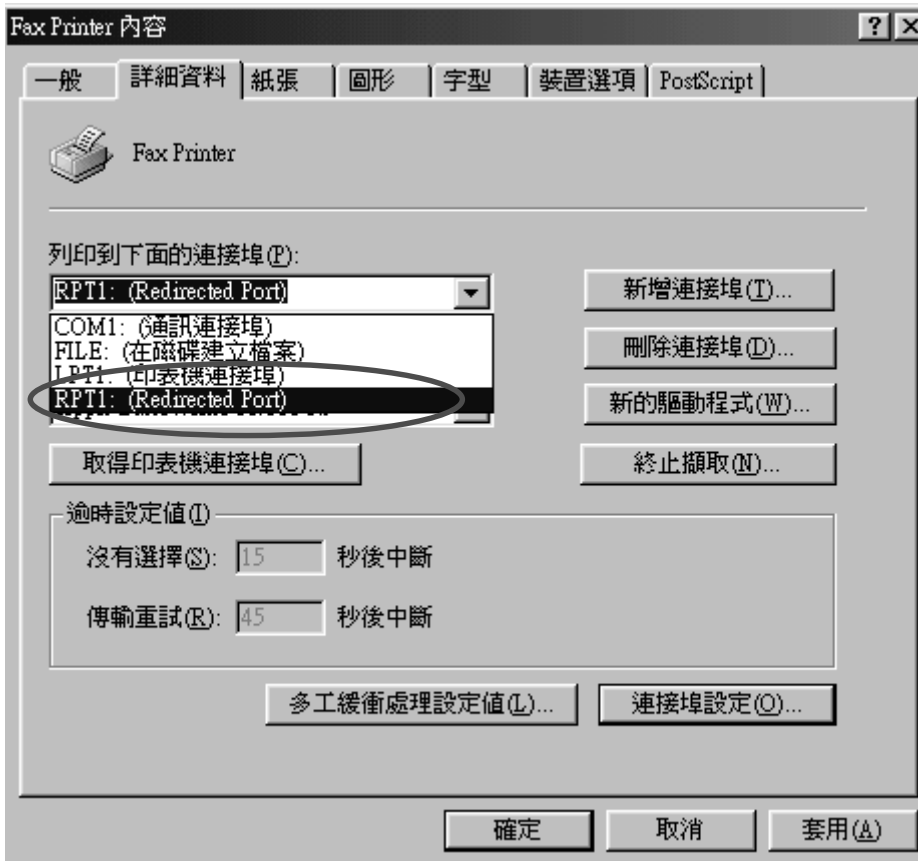 Fax Printer 內容
一般 詳細資料 紙張 圖形 字型 裝置選項 PostScript
Fax Printer
列印到下面的連接埠(P):
RPT1: (Redirected Port)
新增連接埠(T)...
COM1: (通訊連接埠)
FILE: (在磁碟建立檔案)
刪除連接埠(D)...
LPT1: (印表機連接埠)
RPT1: (Redirected Port)
新的驅動程式(W)...
取得印表機連接埠(C)...
終止擷取(N)...
逾時設定值(I)
沒有選擇(S): 15 秒後中斷
傳輸重試(R): 45 秒後中斷
多工緩衝處理設定值(L)... 連接埠設定(O)...
確定 取消 套用(A)